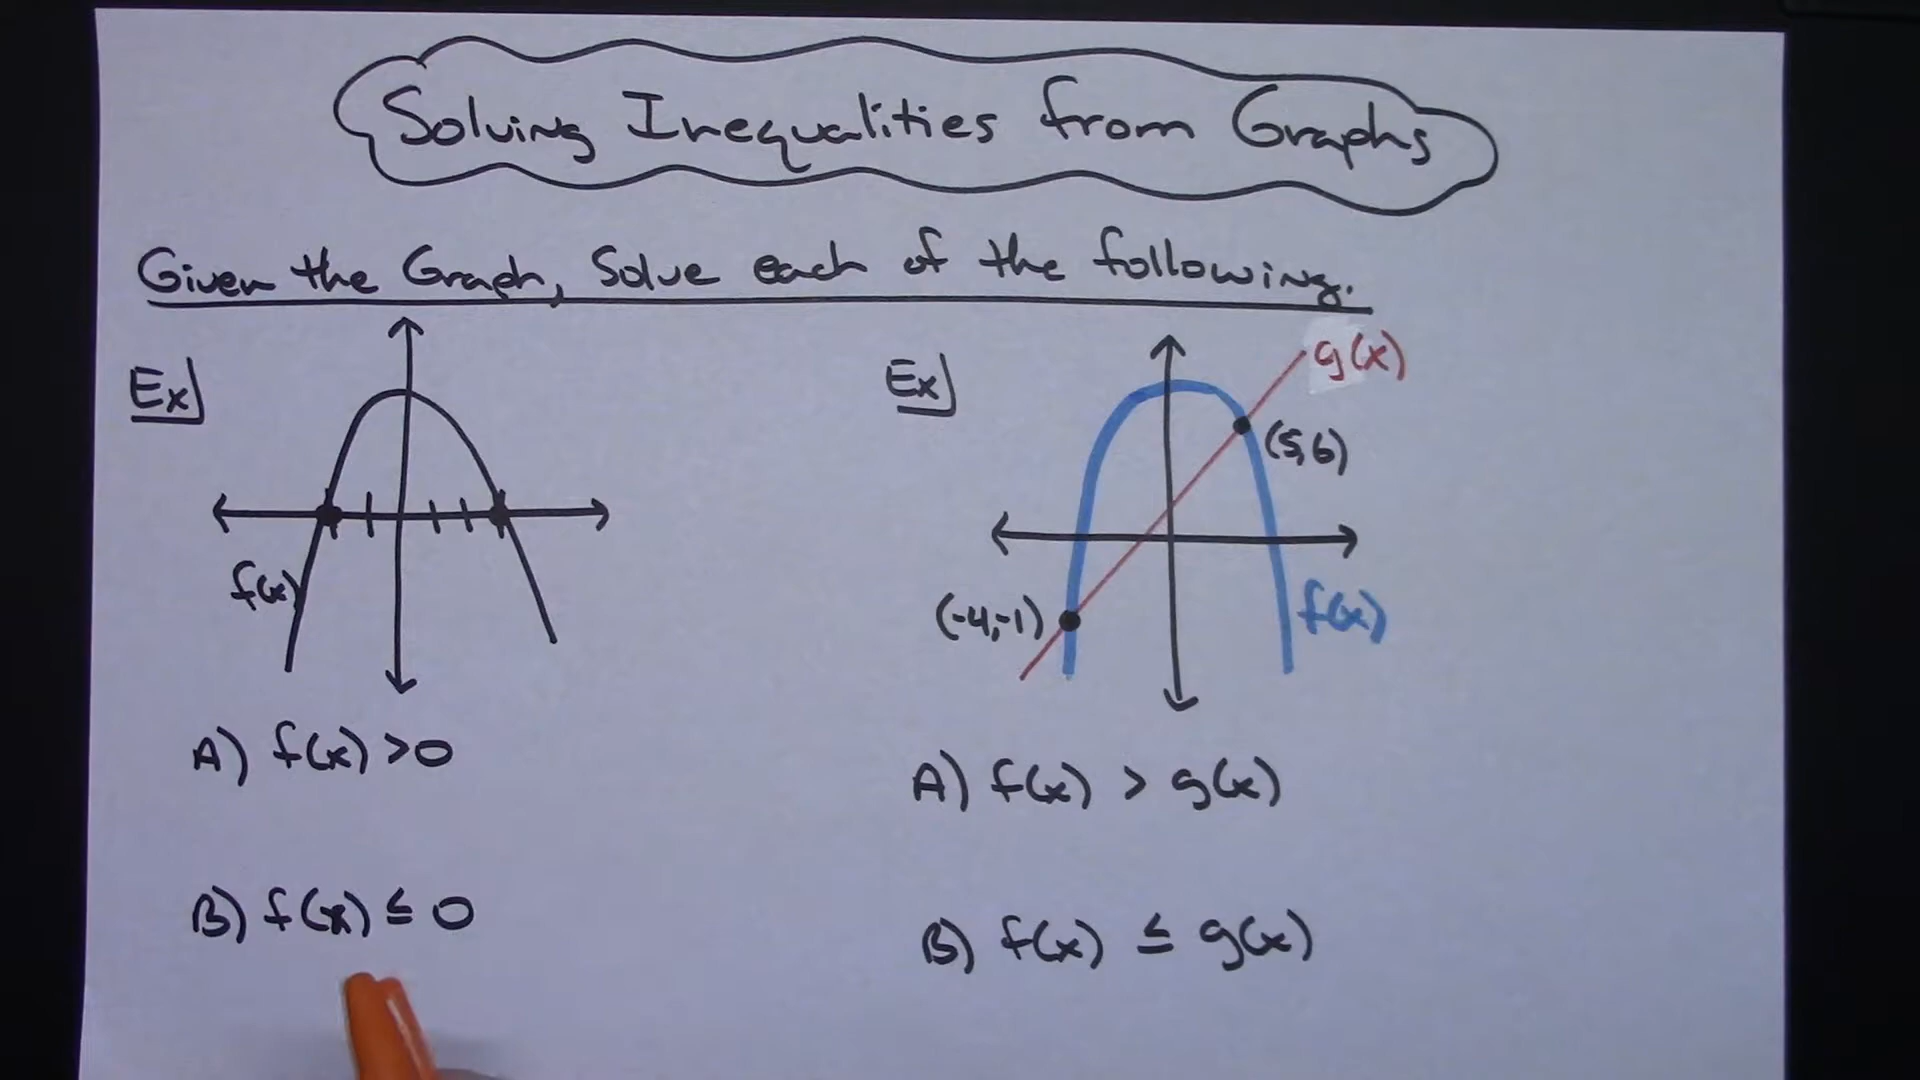 Solving Inequalities from Graphs
Given the Graph, Solve each of the following.
Ex
f(x)
A) f(x) > 0
B) f(x) ≤ 0
Ex
g(x)
(5,6)
(-4,-1)
f(x)
A) f(x) > g(x)
B) f(x) ≤ g(x)